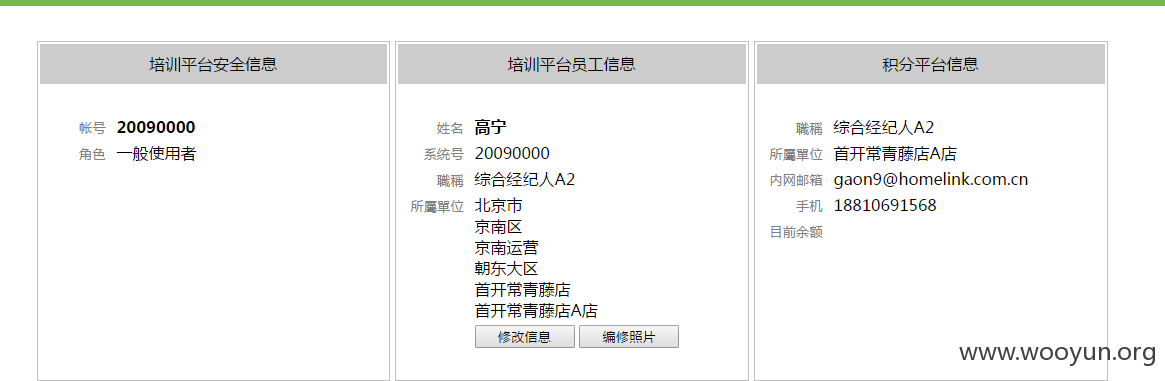 培训平台安全信息
帐号 20090000
角色 一般使用者
培训平台员工信息
姓名 高宁
系统号 20090000
職稱 综合经纪人A2
所屬單位 北京市
京南区
京南运营
朝东大区
首开常青藤店
首开常青藤店A店
修改信息 编修照片
积分平台信息
職稱 综合经纪人A2
所屬單位 首开常青藤店A店
内网邮箱 gaon9@homelink.com.cn
手机 18810691568
目前余额
www.wooyun.org